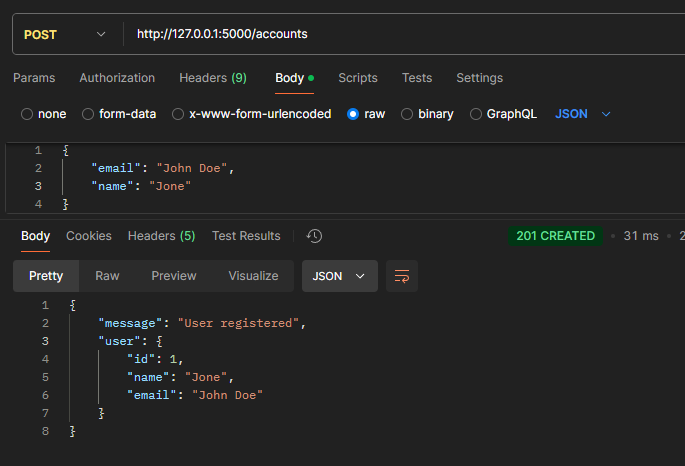 POST http://127.0.0.1:5000/accounts
Params Authorization Headers (9) Body Scripts Tests Settings
none form-data x-www-form-urlencoded raw binary GraphQL JSON
1 {
2 "email": "John Doe",
3 "name": "Jone"
4 }
Body Cookies Headers (5) Test Results 201 CREATED • 31 ms • 2
Pretty Raw Preview Visualize JSON
1 {
2 "message": "User registered",
3 "user": {
4 "id": 1,
5 "name": "Jone",
6 "email": "John Doe"
7 }
8 }